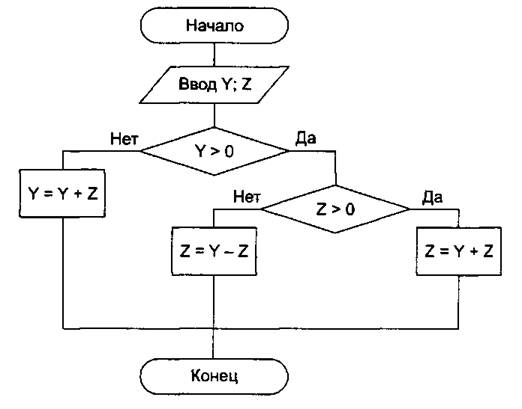 Начало
Ввод Y; Z
Нет
Да
Y > 0
Y = Y + Z
Нет
Да
Z > 0
Z = Y – Z
Z = Y + Z
Конец